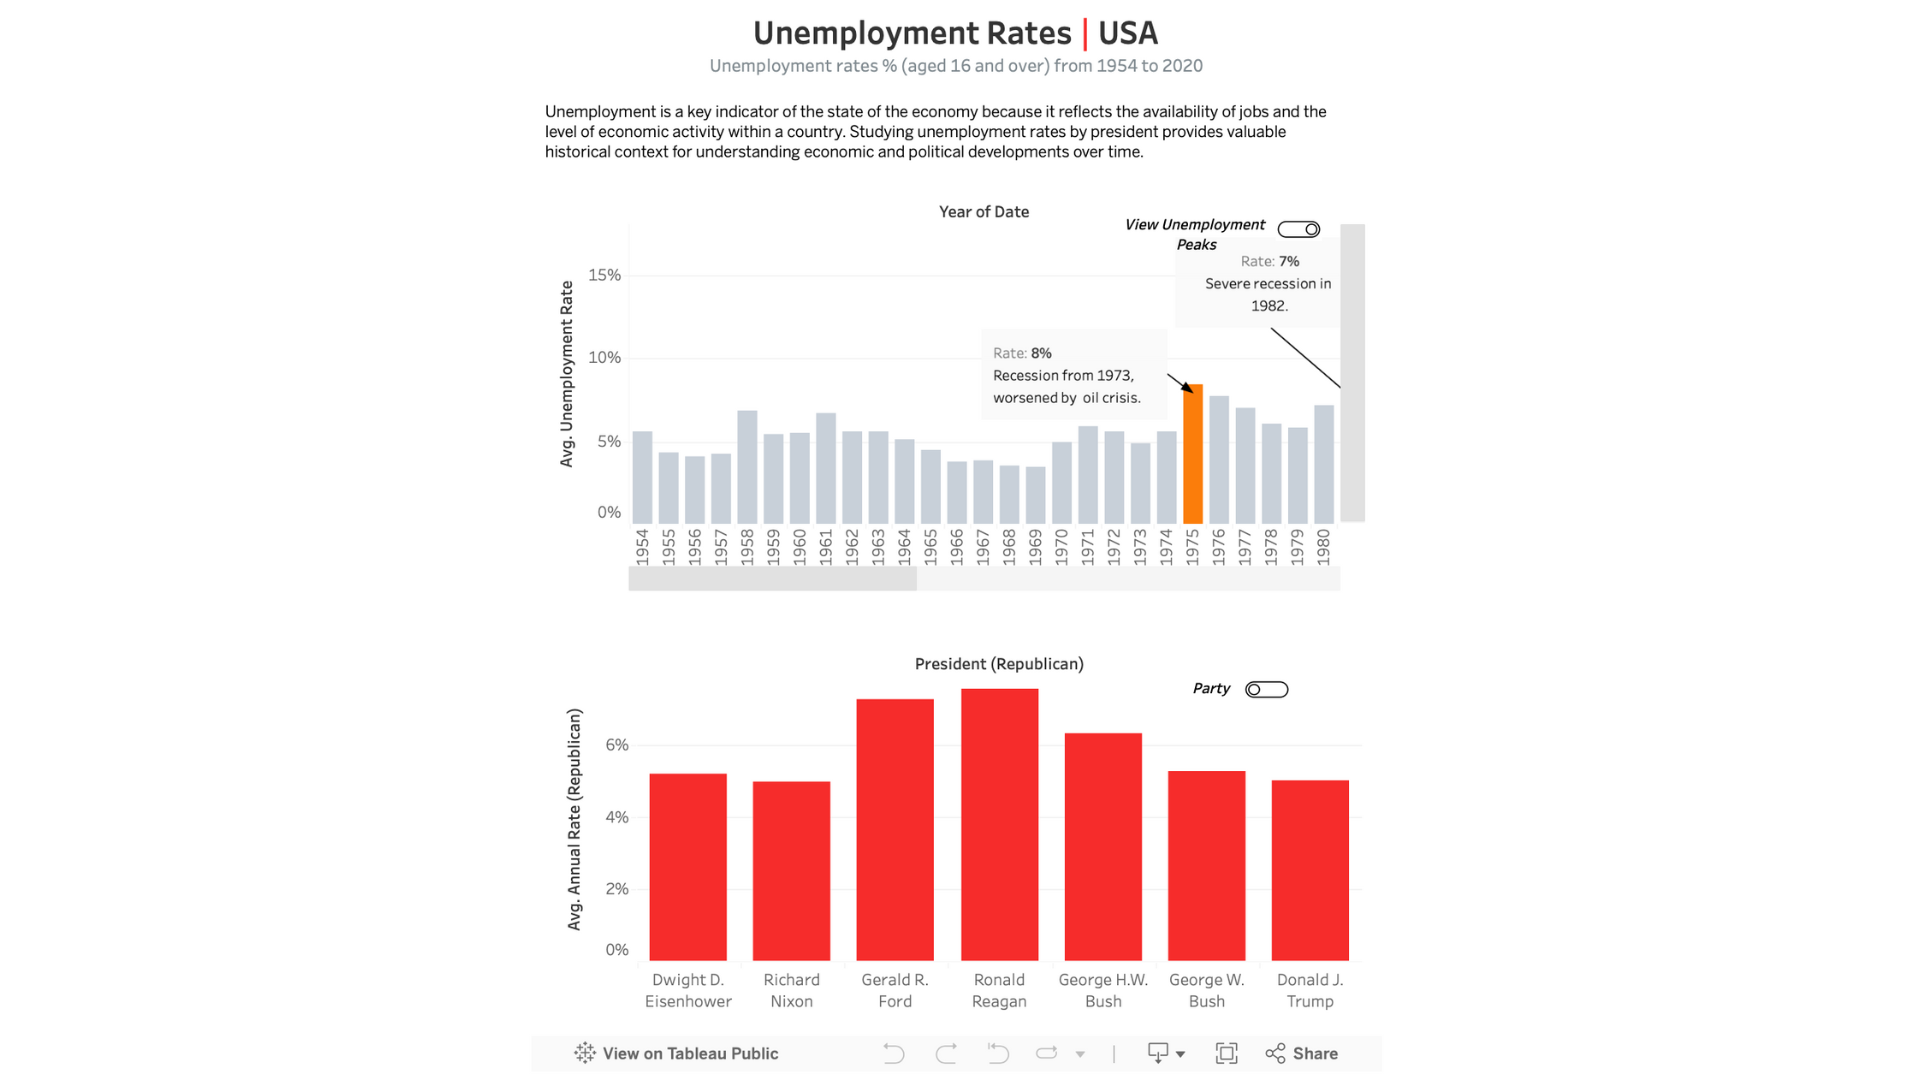 Unemployment Rates | USA
Unemployment rates % (aged 16 and over) from 1954 to 2020
Unemployment is a key indicator of the state of the economy because it reflects the availability of jobs and the
level of economic activity within a country. Studying unemployment rates by president provides valuable
historical context for understanding economic and political developments over time.
Year of Date
View Unemployment
Peaks
Rate: 7%
Severe recession in
1982.
Rate: 8%
Recession from 1973,
worsened by oil crisis.
Avg. Unemployment Rate
15%
10%
5%
0%
1954 1955 1956 1957 1958 1959 1960 1961 1962 1963 1964 1965 1966 1967 1968 1969 1970 1971 1972 1973 1974 1975 1976 1977 1978 1979 1980
President (Republican)
Party
Avg. Annual Rate (Republican)
6%
4%
2%
0%
Dwight D. Eisenhower
Richard Nixon
Gerald R. Ford
Ronald Reagan
George H.W. Bush
George W. Bush
Donald J. Trump
View on Tableau Public
Share